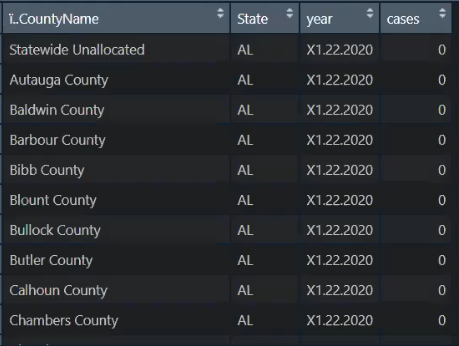 ï..CountyName State year cases
Statewide Unallocated AL X1.22.2020 0
Autauga County AL X1.22.2020 0
Baldwin County AL X1.22.2020 0
Barbour County AL X1.22.2020 0
Bibb County AL X1.22.2020 0
Blount County AL X1.22.2020 0
Bullock County AL X1.22.2020 0
Butler County AL X1.22.2020 0
Calhoun County AL X1.22.2020 0
Chambers County AL X1.22.2020 0